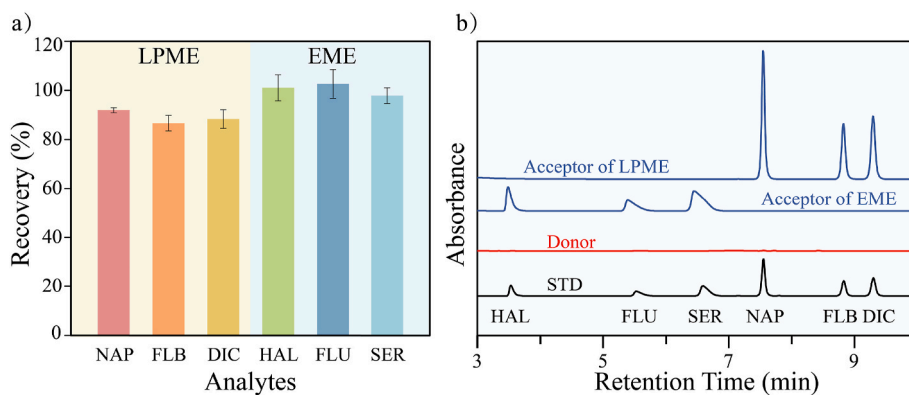 a)
120
100
80
60
40
20
0
Recovery (%)
LPME EME
NAP FLB DIC HAL FLU SER
Analytes
b)
Absorbance
Acceptor of LPME
Acceptor of EME
Donor
STD
HAL FLU SER NAP FLB DIC
3 5 7 9
Retention Time (min)